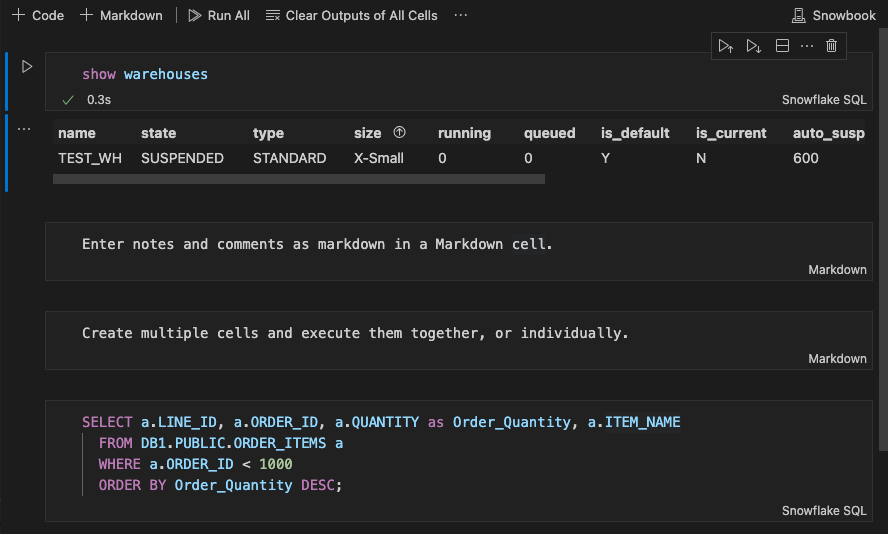 Code Markdown Run All Clear Outputs of All Cells ... Snowbook
...
show warehouses
0.3s Snowflake SQL
...
name state type size running queued is_default is_current auto_susp
TEST_WH SUSPENDED STANDARD X-Small 0 0 Y N 600
Enter notes and comments as markdown in a Markdown cell.
Markdown
Create multiple cells and execute them together, or individually.
Markdown
SELECT a.LINE_ID, a.ORDER_ID, a.QUANTITY as Order_Quantity, a.ITEM_NAME
FROM DB1.PUBLIC.ORDER_ITEMS a
WHERE a.ORDER_ID < 1000
ORDER BY Order_Quantity DESC;
Snowflake SQL